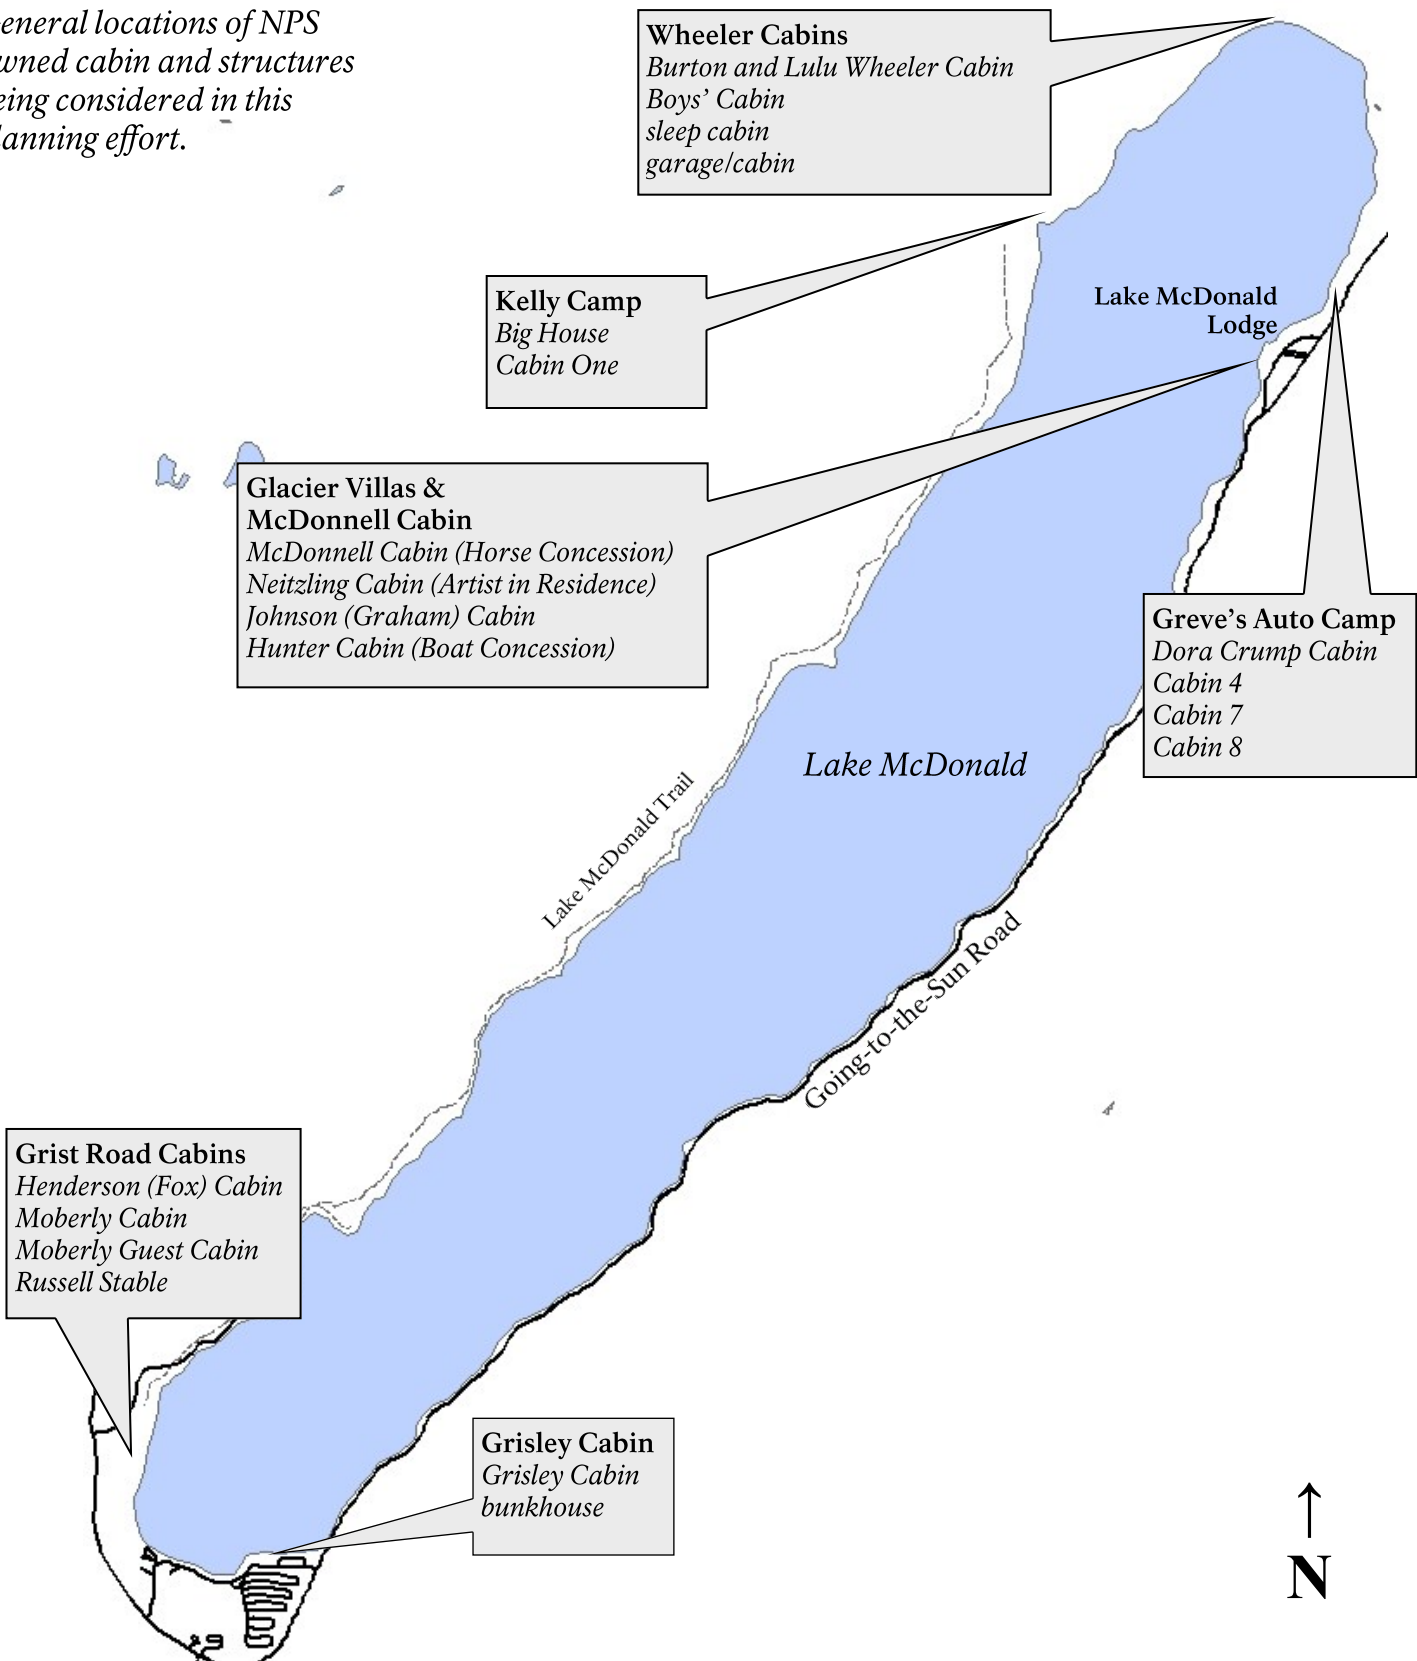 eneral locations of NPS
wned cabin and structures
eing considered in this
lanning effort.
Wheeler Cabins
Burton and Lulu Wheeler Cabin
Boys’ Cabin
sleep cabin
garage/cabin
Kelly Camp
Big House
Cabin One
Lake McDonald
Lodge
Glacier Villas &
McDonnell Cabin
McDonnell Cabin (Horse Concession)
Neitzling Cabin (Artist in Residence)
Johnson (Graham) Cabin
Hunter Cabin (Boat Concession)
Greve’s Auto Camp
Dora Crump Cabin
Cabin 4
Cabin 7
Cabin 8
Lake McDonald
Lake McDonald Trail
Going-to-the-Sun Road
Grist Road Cabins
Henderson (Fox) Cabin
Moberly Cabin
Moberly Guest Cabin
Russell Stable
Grisley Cabin
Grisley Cabin
bunkhouse
N